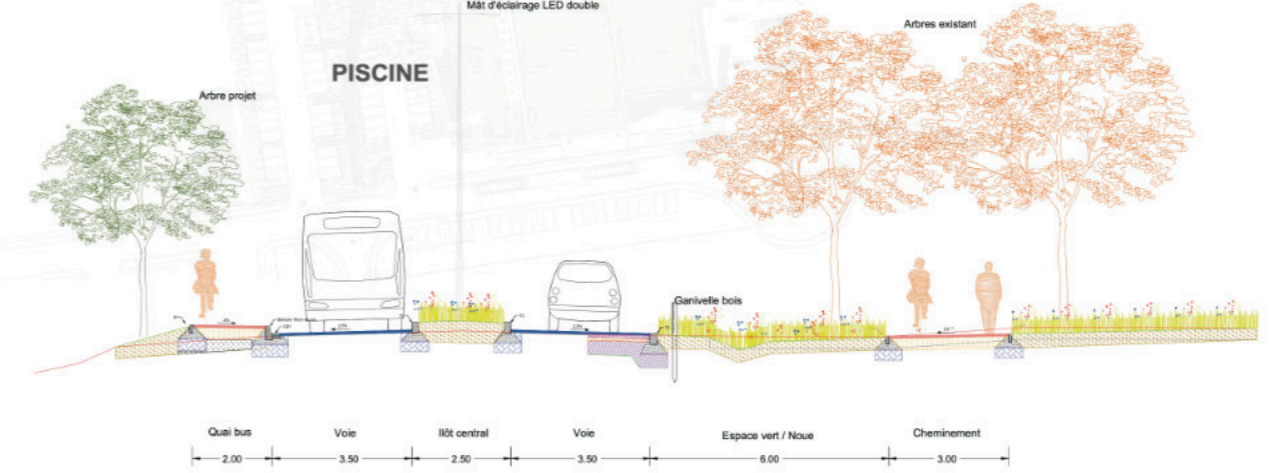 Mât d'éclairage LED double
Arbres existant
PISCINE
Arbre projet
Ganivelle bois
Quai bus
Voie
Ilôt central
Voie
Espace vert / Noue
Cheminement
2.00
3.50
2.50
3.50
6.00
3.00